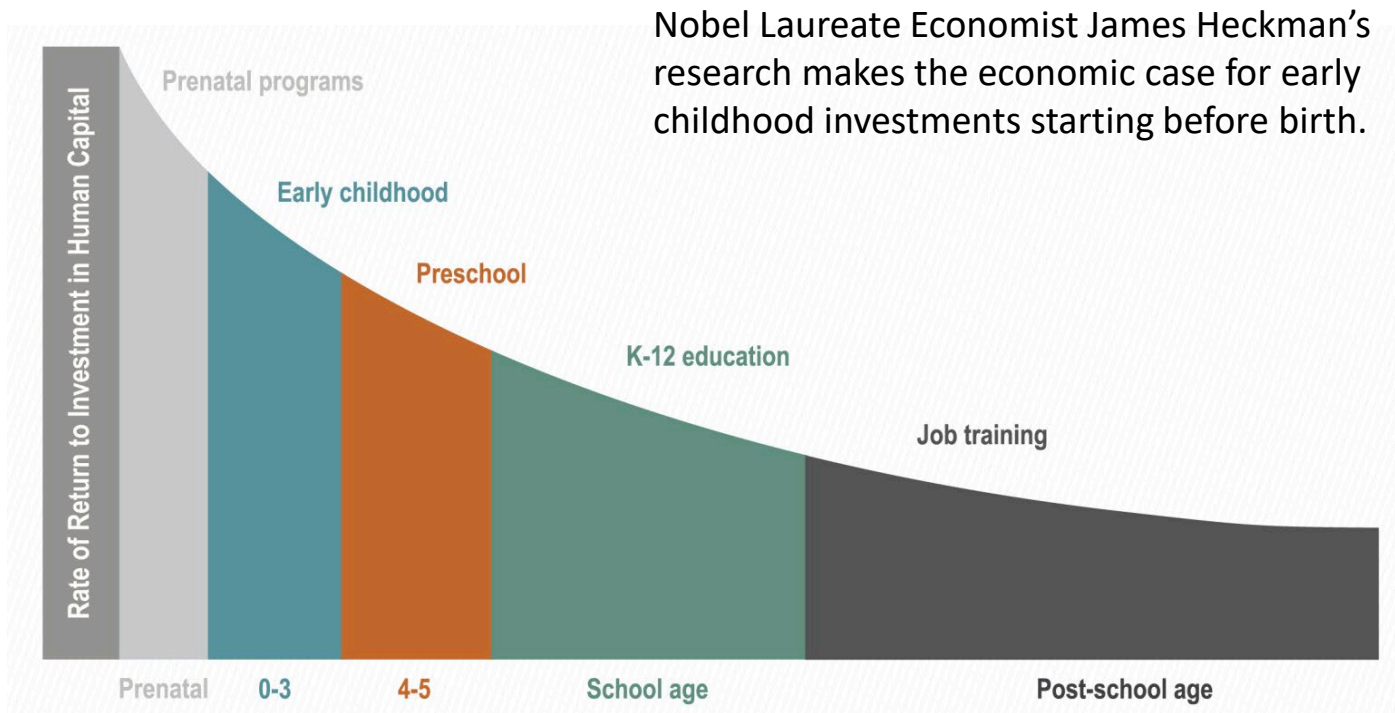 Nobel Laureate Economist James Heckman’s
research makes the economic case for early
childhood investments starting before birth.
Rate of Return to Investment in Human Capital
Prenatal programs
Early childhood
Preschool
K-12 education
Job training
Prenatal
0-3
4-5
School age
Post-school age